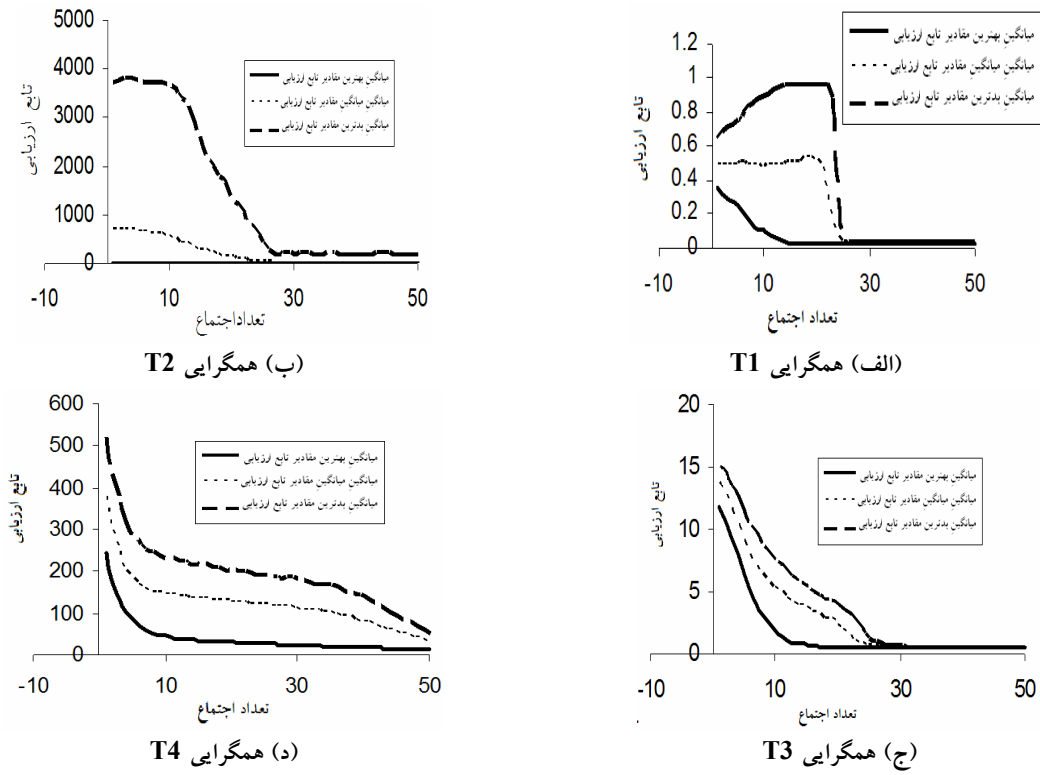 1.2
1
0.8
0.6
0.4
0.2
0
-10
10
30
50
تابع ارزیابی
تعداد اجتماع
میانگین بهترین مقادیر تابع ارزیابی
میانگین میانگین مقادیر تابع ارزیابی
میانگین بدترین مقادیر تابع ارزیابی
(الف) همگرایی T1
5000
4000
3000
2000
1000
0
-10
10
30
50
تابع ارزیابی
تعداداجتماع
میانگین بهترین مقادیر تابع ارزیابی
میانگین میانگین مقادیر تابع ارزیابی
میانگین بدترین مقادیر تابع ارزیابی
(ب) همگرایی T2
20
15
10
5
0
-10
10
30
50
تابع ارزیابی
تعداد اجتماع
میانگین بهترین مقادیر تابع ارزیابی
میانگین میانگین مقادیر تابع ارزیابی
میانگین بدترین مقادیر تابع ارزیابی
(ج) همگرایی T3
600
500
400
300
200
100
0
-10
10
30
50
تابع ارزیابی
تعداد اجتماع
میانگین بهترین مقادیر تابع ارزیابی
میانگین میانگین مقادیر تابع ارزیابی
میانگین بدترین مقادیر تابع ارزیابی
(د) همگرایی T4